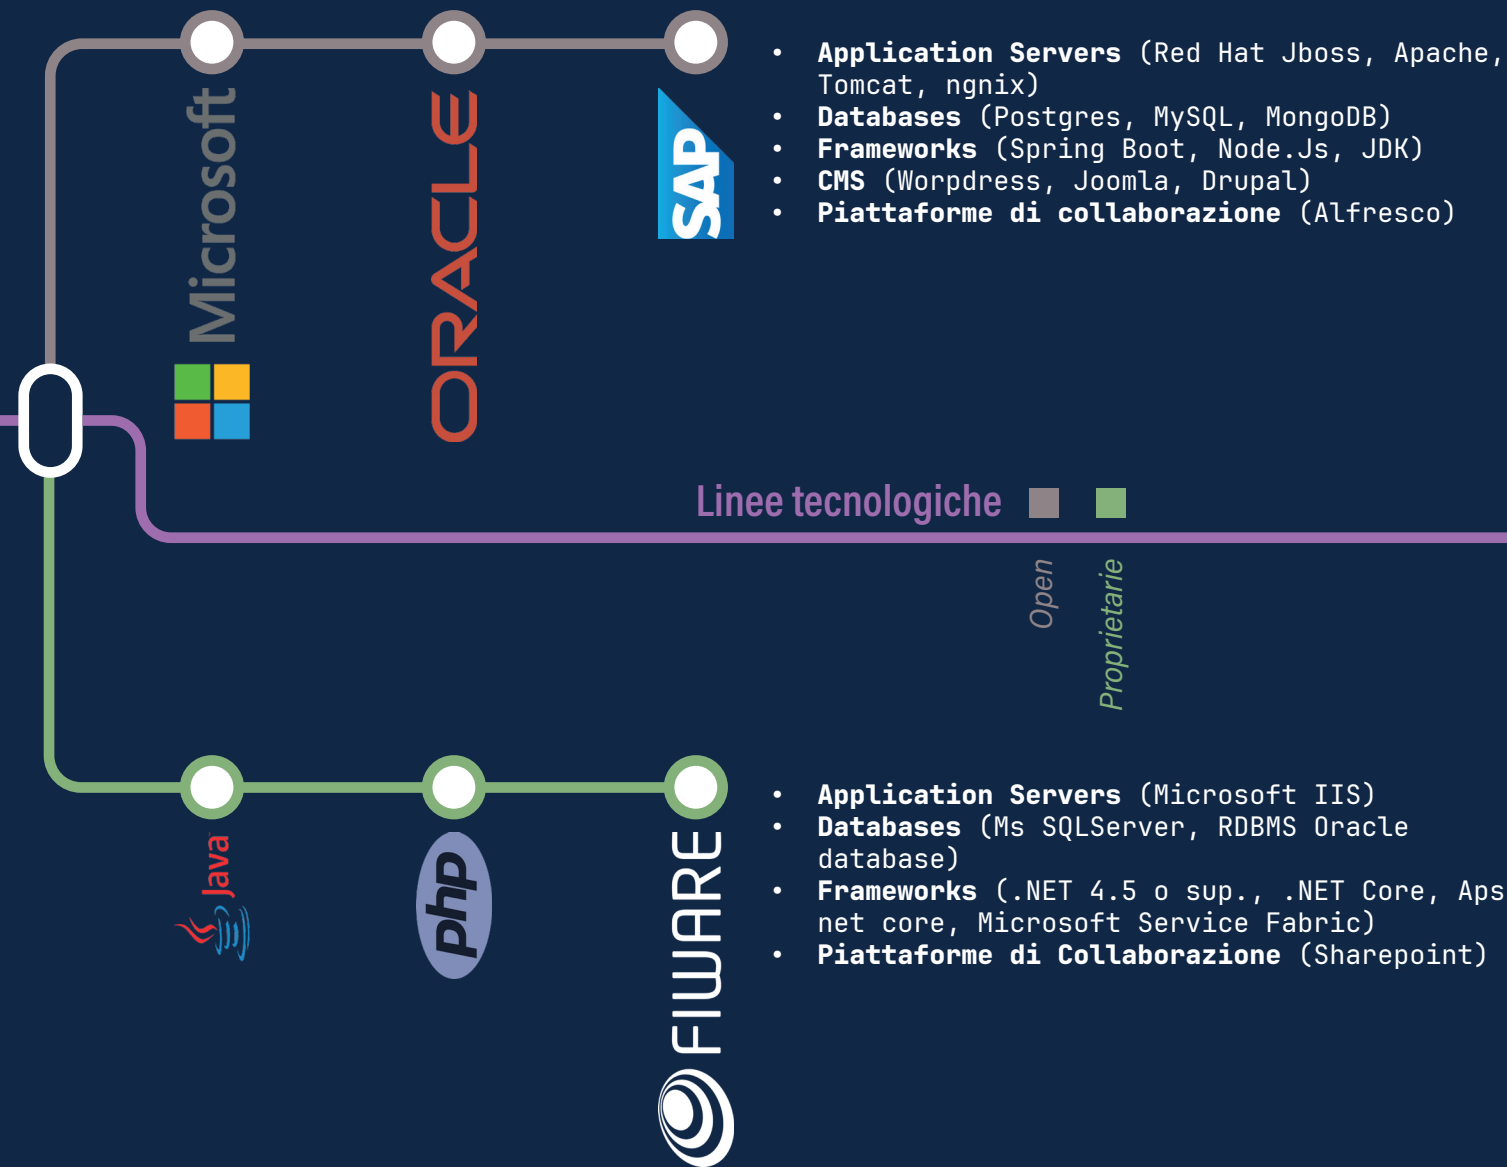 Microsoft
ORACLE
SAP
• Application Servers (Red Hat Jboss, Apache,
Tomcat, ngnix)
• Databases (Postgres, MySQL, MongoDB)
• Frameworks (Spring Boot, Node.Js, JDK)
• CMS (Worpdress, Joomla, Drupal)
• Piattaforme di collaborazione (Alfresco)
Linee tecnologiche
Open
Proprietarie
Java
php
FIWARE
• Application Servers (Microsoft IIS)
• Databases (Ms SQLServer, RDBMS Oracle
database)
• Frameworks (.NET 4.5 o sup., .NET Core, Aps
net core, Microsoft Service Fabric)
• Piattaforme di Collaborazione (Sharepoint)